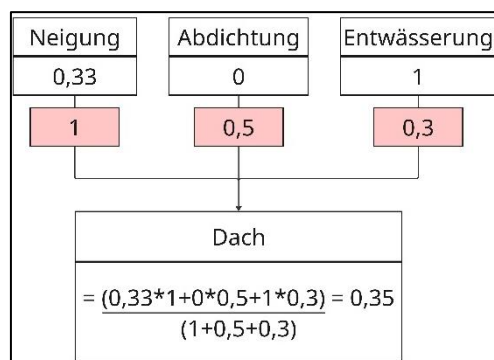 Neigung Abdichtung Entwässerung
0,33 0 1
1 0,5 0,3
Dach
= (0,33*1+0*0,5+1*0,3) = 0,35
(1+0,5+0,3)